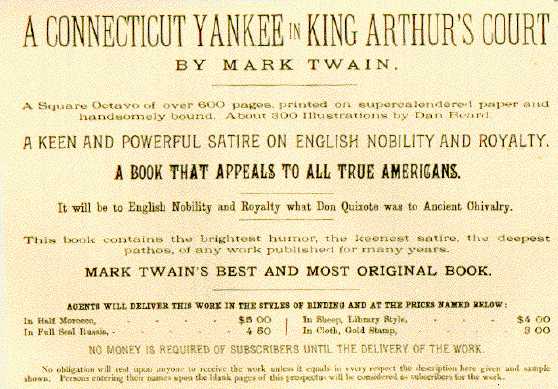 A CONNECTICUT YANKEE IN KING ARTHUR'S COURT
BY MARK TWAIN.
A Square Octavo of over 600 pages, printed on supercalendered paper and
handsomely bound. About 300 Illustrations by Dan Beard.
A KEEN AND POWERFUL SATIRE ON ENGLISH NOBILITY AND ROYALTY.
A BOOK THAT APPEALS TO ALL TRUE AMERICANS.
It will be to English Nobility and Royalty what Don Quixote was to Ancient Chivalry.
This book contains the brightest humor, the keenest satire, the deepest
pathos, of any work published for many years.
MARK TWAIN'S BEST AND MOST ORIGINAL BOOK.
AGENTS WILL DELIVER THIS WORK IN THE STYLES OF BINDING AND AT THE PRICES NAMED BELOW:
In Half Morocco, - - - - $5 00 | In Sheep, Library Style, - - - - $4 00
In Full Seal Russia, - - - - 4 50 | In Cloth, Gold Stamp, - - - - 3 00
NO MONEY IS REQUIRED OF SUBSCRIBERS UNTIL THE DELIVERY OF THE WORK.
No obligation will rest upon anyone to receive the work unless it equals in every respect the description here given and sample
shown. Persons entering their names upon the blank pages of this prospectus will be considered as subscribers for the work.